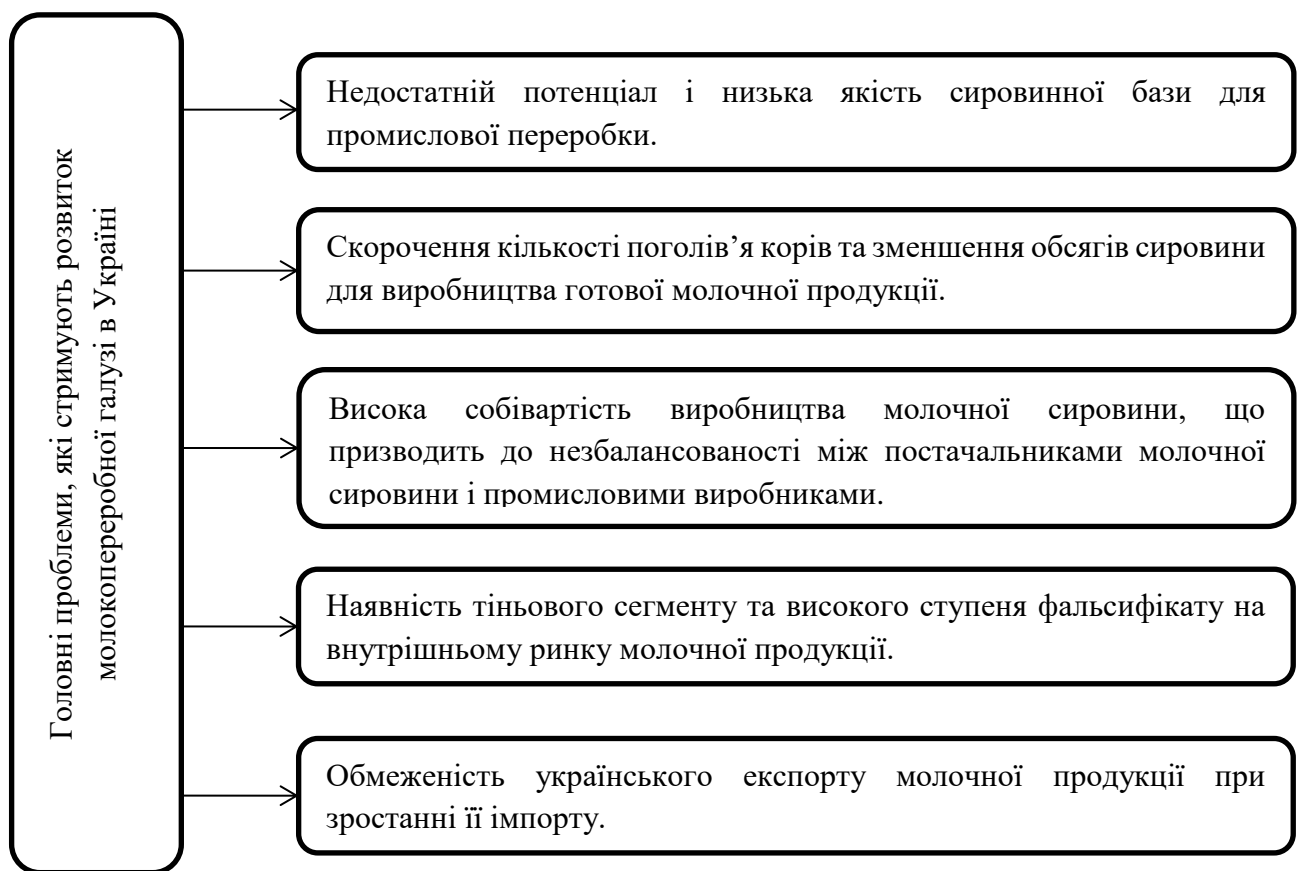 Головні проблеми, які стримують розвиток
молокопереробної галузі в Україні
Недостатній потенціал і низька якість сировинної бази для
промислової переробки.
Скорочення кількості поголів’я корів та зменшення обсягів сировини
для виробництва готової молочної продукції.
Висока собівартість виробництва молочної сировини, що
призводить до незбалансованості між постачальниками молочної
сировини і промисловими виробниками.
Наявність тіньового сегменту та високого ступеня фальсифікату на
внутрішньому ринку молочної продукції.
Обмеженість українського експорту молочної продукції при
зростанні її імпорту.